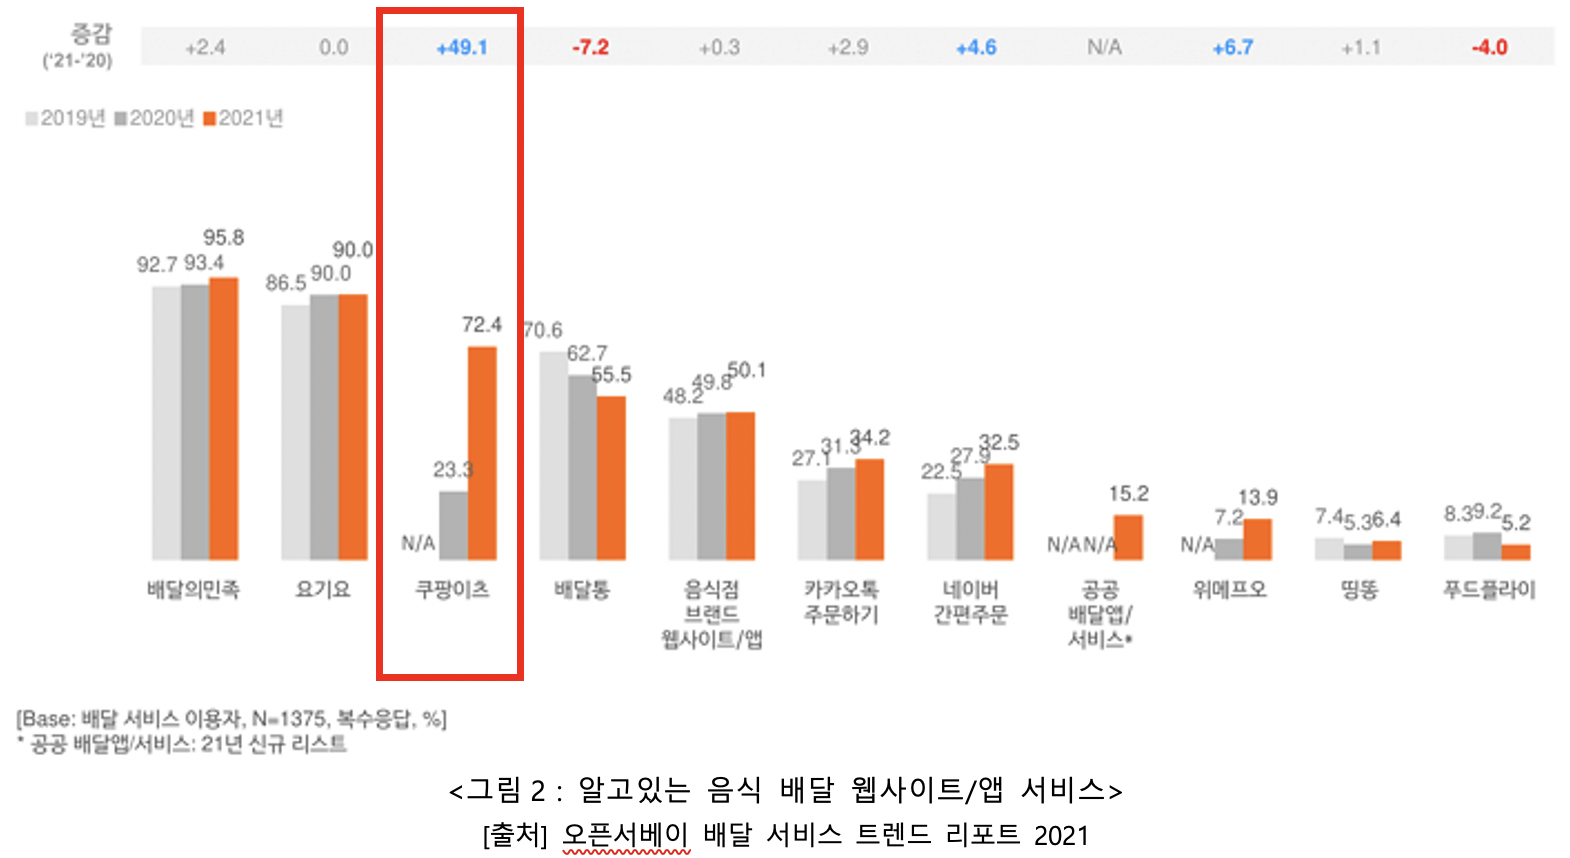 증감
('21-'20)
+2.4 0.0 +49.1 -7.2 +0.3 +2.9 +4.6 N/A +6.7 +1.1 -4.0
2019년 2020년 2021년
92.7 93.4 95.8
86.5 90.0 90.0
N/A 23.3 72.4
70.6 62.7 55.5
48.2 49.8 50.1
27.1 31.3 34.2
22.5 27.9 32.5
N/A N/A 15.2
N/A 7.2 13.9
7.4 5.3 6.4
8.3 9.2 5.2
배달의민족
요기요
쿠팡이츠
배달통
음식점
브랜드
웹사이트/앱
카카오톡
주문하기
네이버
간편주문
공공
배달앱/
서비스*
위메프오
띵똥
푸드플라이
[Base: 배달 서비스 이용자, N=1375, 복수응답, %]
* 공공 배달앱/서비스: 21년 신규 리스트
<그림 2 : 알고있는 음식 배달 웹사이트/앱 서비스>
[출처] 오픈서베이 배달 서비스 트렌드 리포트 2021